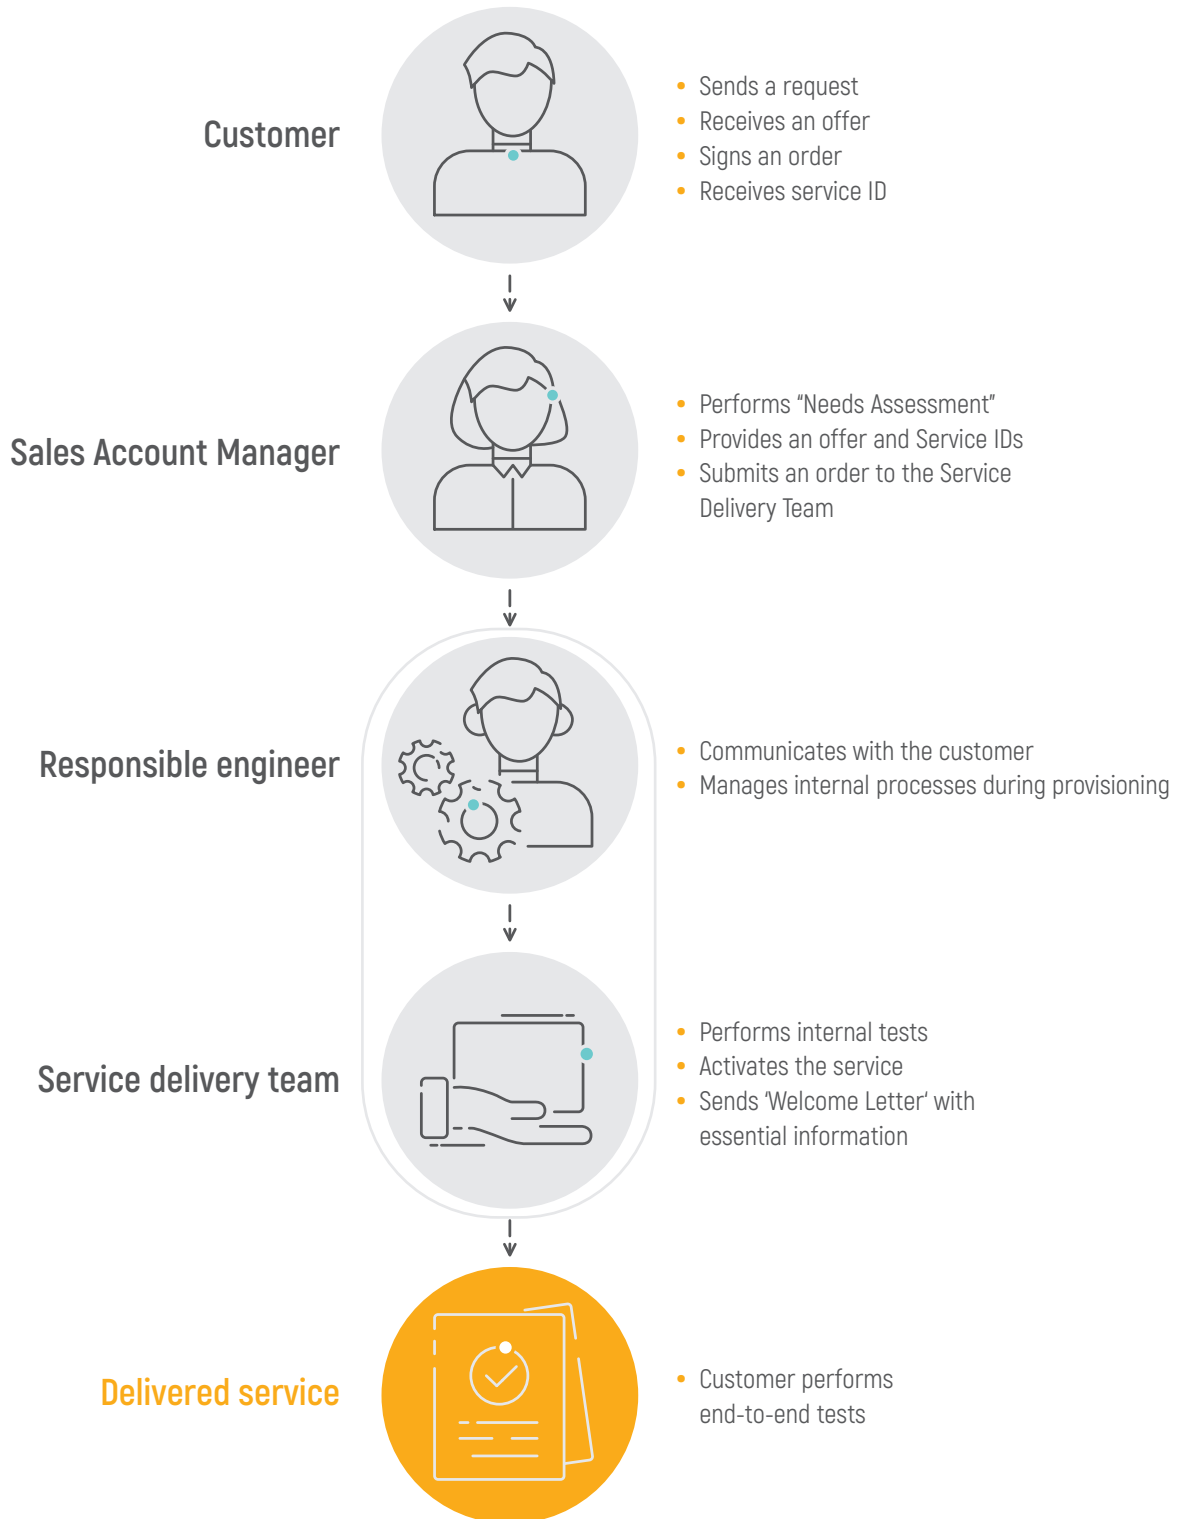 Customer
• Sends a request
• Receives an offer
• Signs an order
• Receives service ID
Sales Account Manager
• Performs “Needs Assessment”
• Provides an offer and Service IDs
• Submits an order to the Service
Delivery Team
Responsible engineer
• Communicates with the customer
• Manages internal processes during provisioning
Service delivery team
• Performs internal tests
• Activates the service
• Sends ‘Welcome Letter‘ with
essential information
Delivered service
• Customer performs
end-to-end tests